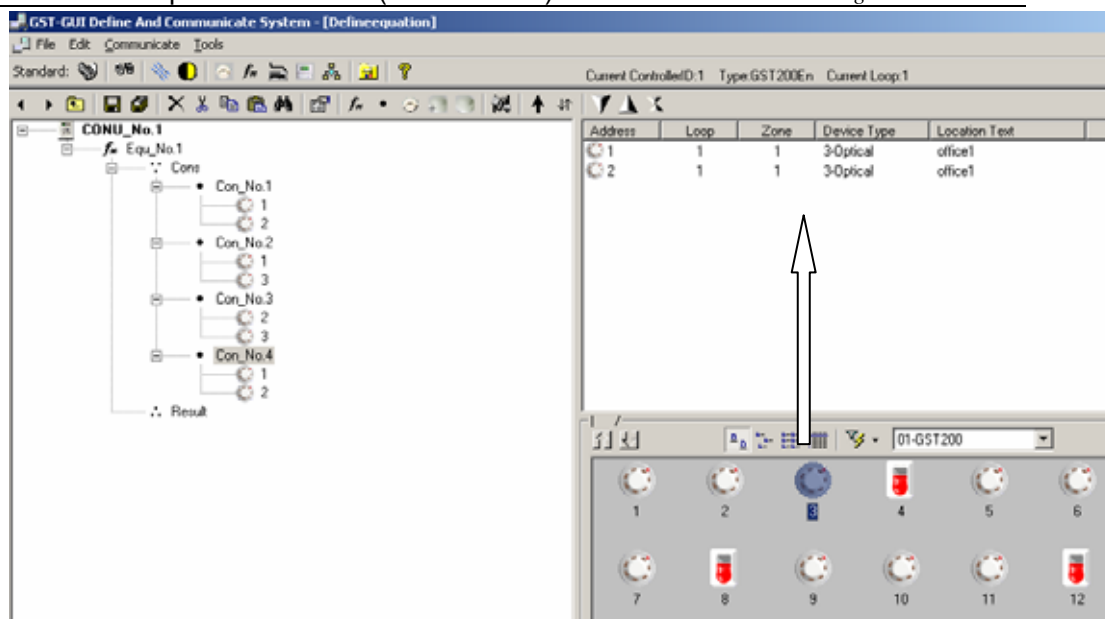 GST-GUI Define And Communicate System - [Defineequation]
File Edit Communicate Tools
Standard:
Current ControllerID:1 Type:GST200En Current Loop:1
CONU_No.1
Equ_No.1
Cons
Con_No.1
1
2
Con_No.2
1
3
Con_No.3
2
3
Con_No.4
1
2
Result
Address Loop Zone Device Type Location Text
1 1 1 3-Optical office1
2 1 1 3-Optical office1
01-GST200
1 2 3 4 5 6
7 8 9 10 11 12